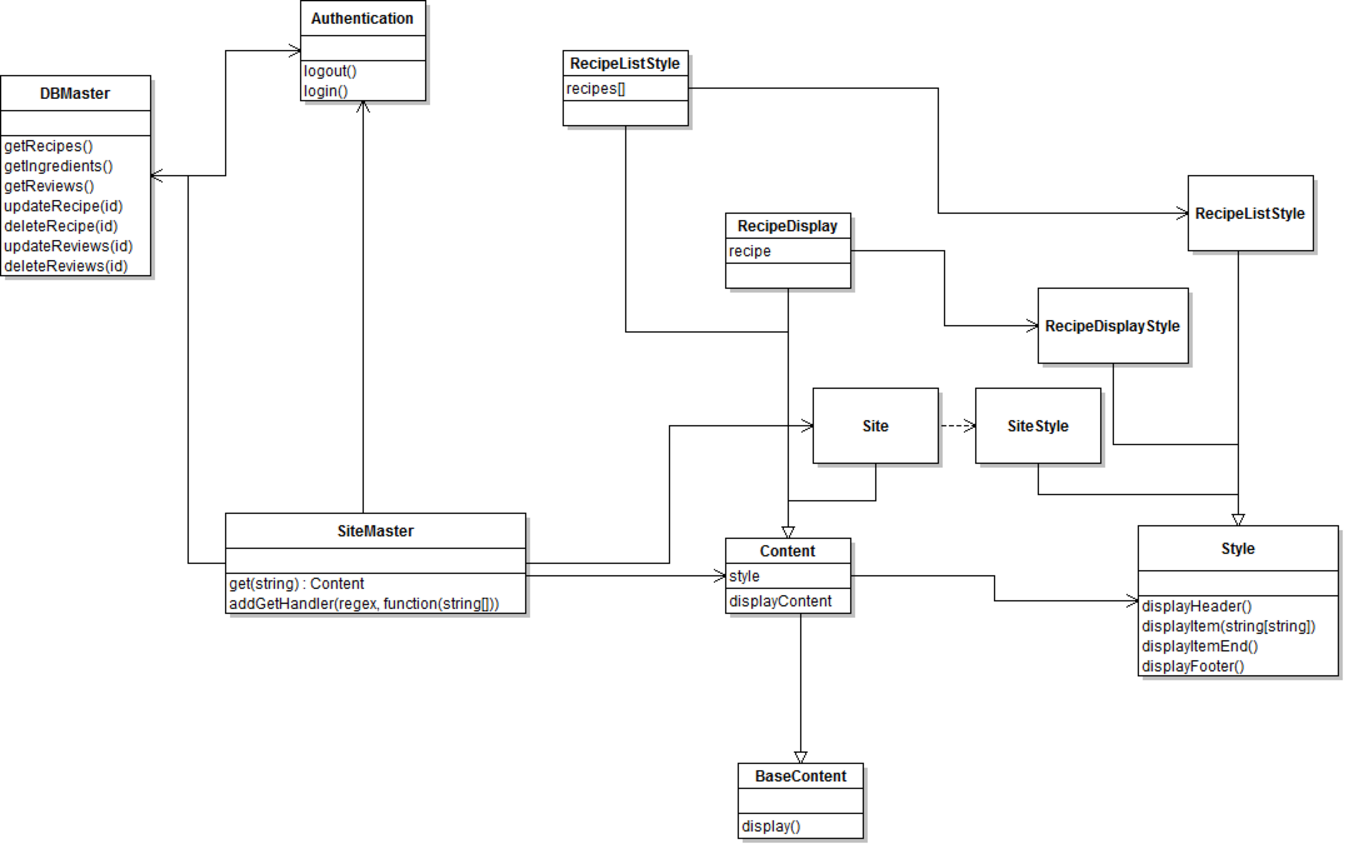 Authentication
logout()
login()
DBMaster
getRecipes()
getIngredients()
getReviews()
updateRecipe(id)
deleteRecipe(id)
updateReviews(id)
deleteReviews(id)
RecipeListStyle
recipes[]
RecipeListStyle
RecipeDisplay
recipe
RecipeDisplayStyle
Site
SiteStyle
SiteMaster
get(string) : Content
addGetHandler(regex, function(string[]))
Content
style
displayContent
Style
displayHeader()
displayItem(string[string])
displayItemEnd()
displayFooter()
BaseContent
display()